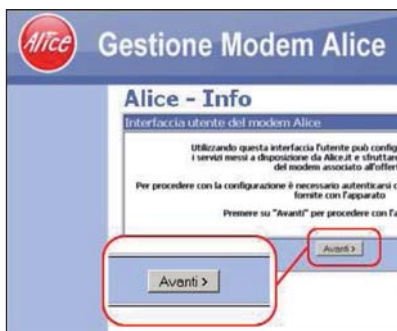 Alice
Gestione Modem Alice
Alice - Info
Interfaccia utente del modem Alice
Utilizzando questa interfaccia l'utente può config
i servizi messi a disposizione da Alice.it e sfruttare
del modem associato all'offert
Per procedere con la configurazione è necessario autenticarsi c
fornite con l'apparato
Premere su "Avanti" per procedere con l'a
Avanti >
Avanti >